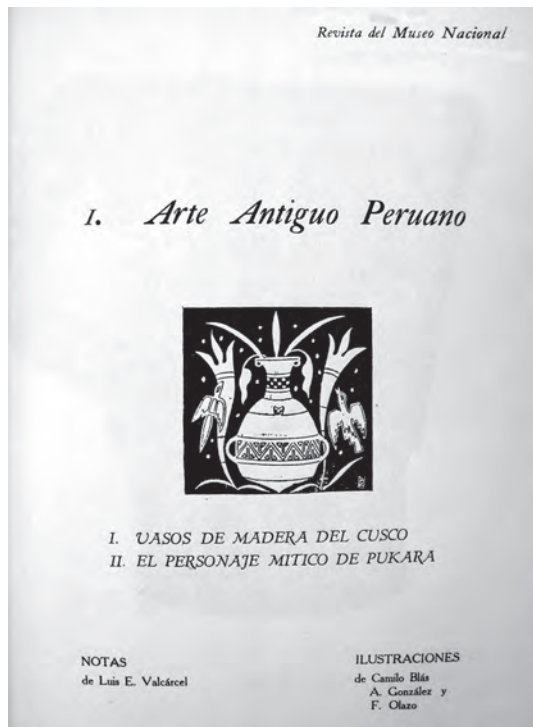 Revista del Museo Nacional
I. Arte Antiguo Peruano
I. VASOS DE MADERA DEL CUSCO
II. EL PERSONAJE MITICO DE PUKARA
NOTAS
de Luis E. Valcárcel
ILUSTRACIONES
de Camilo Blás
A. González y
F. Olazo